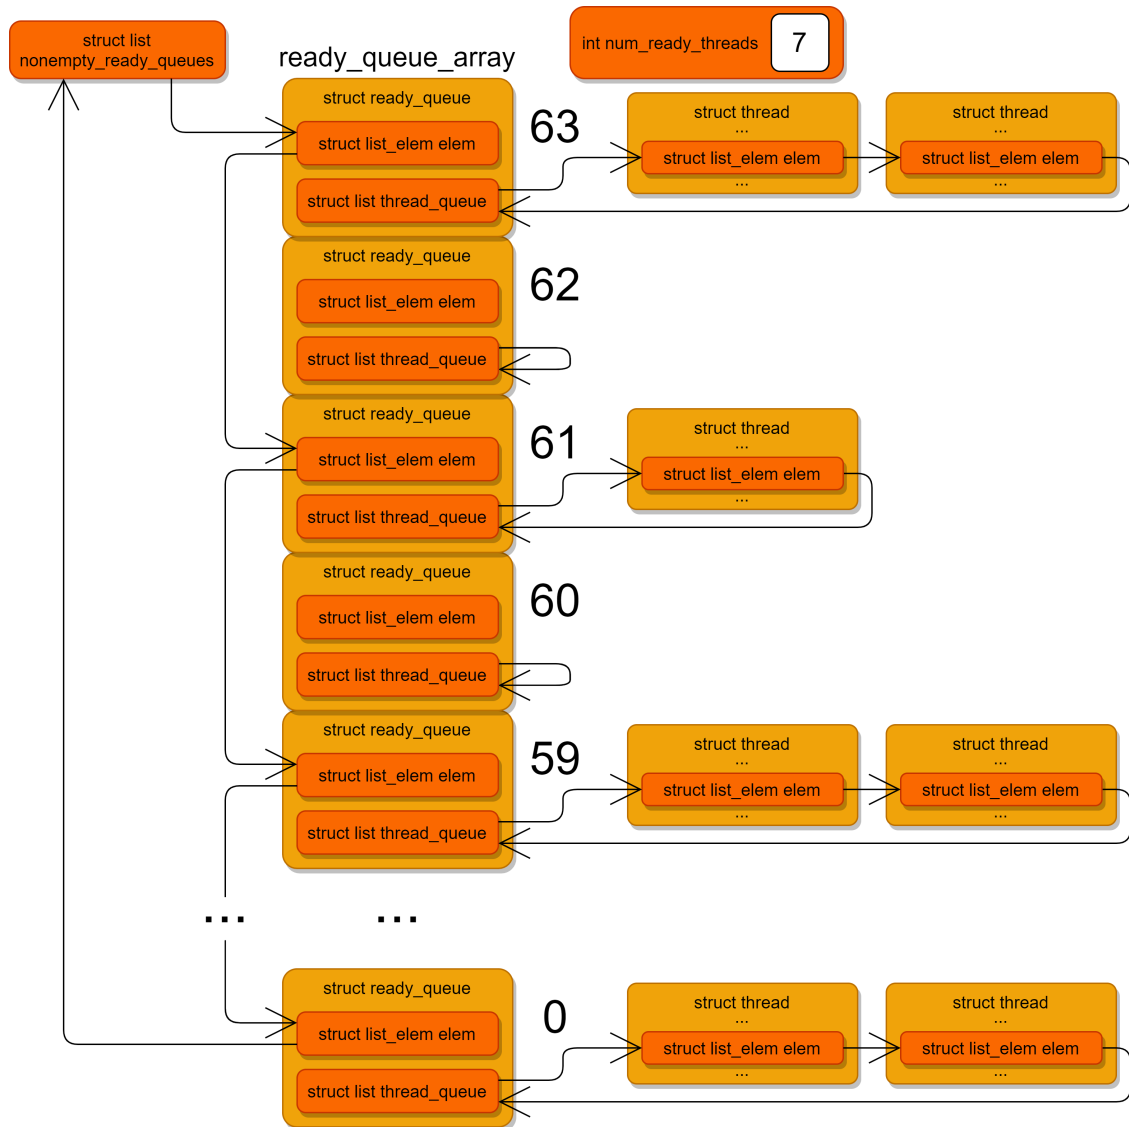 struct list
nonempty_ready_queues
ready_queue_array
int num_ready_threads
7
struct ready_queue
struct list_elem elem
struct list thread_queue
63
struct thread
...
struct list_elem elem
...
struct thread
...
struct list_elem elem
...
struct ready_queue
struct list_elem elem
struct list thread_queue
62
struct ready_queue
struct list_elem elem
struct list thread_queue
61
struct thread
...
struct list_elem elem
...
struct ready_queue
struct list_elem elem
struct list thread_queue
60
struct ready_queue
struct list_elem elem
struct list thread_queue
59
struct thread
...
struct list_elem elem
...
struct thread
...
struct list_elem elem
...
...
...
struct ready_queue
struct list_elem elem
struct list thread_queue
0
struct thread
...
struct list_elem elem
...
struct thread
...
struct list_elem elem
...